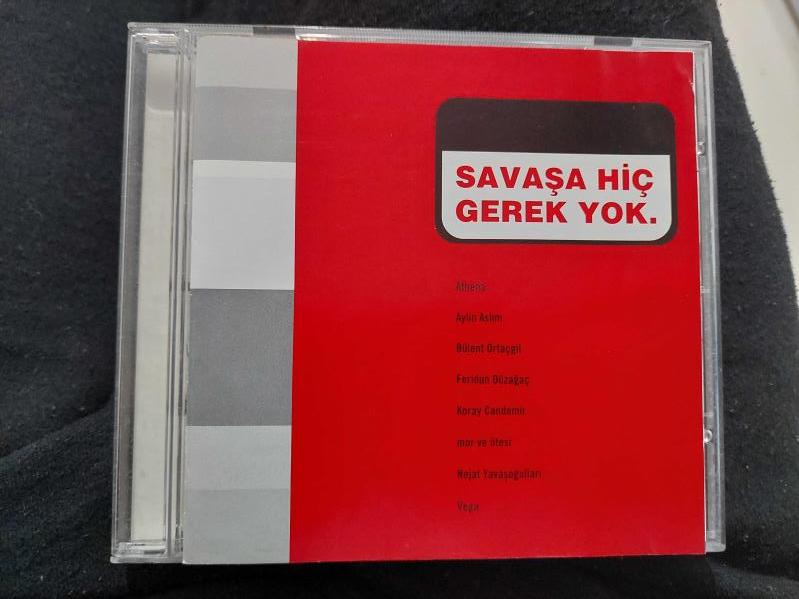 SAVAŞA HİÇ
GEREK YOK.
Athena
Aylin Aslım
Bülent Ortaçgil
Feridun Düzağaç
Koray Candemir
mor ve ötesi
Nejat Yavaşoğulları
Vega